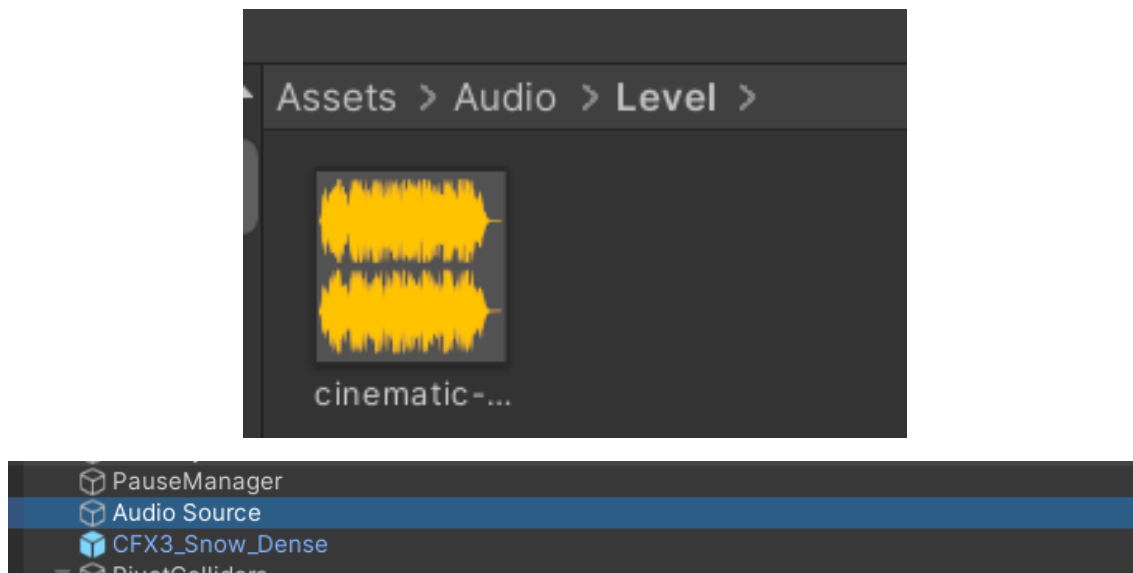 Assets > Audio > Level >
cinematic-...
PauseManager
Audio Source
CFX3_Snow_Dense